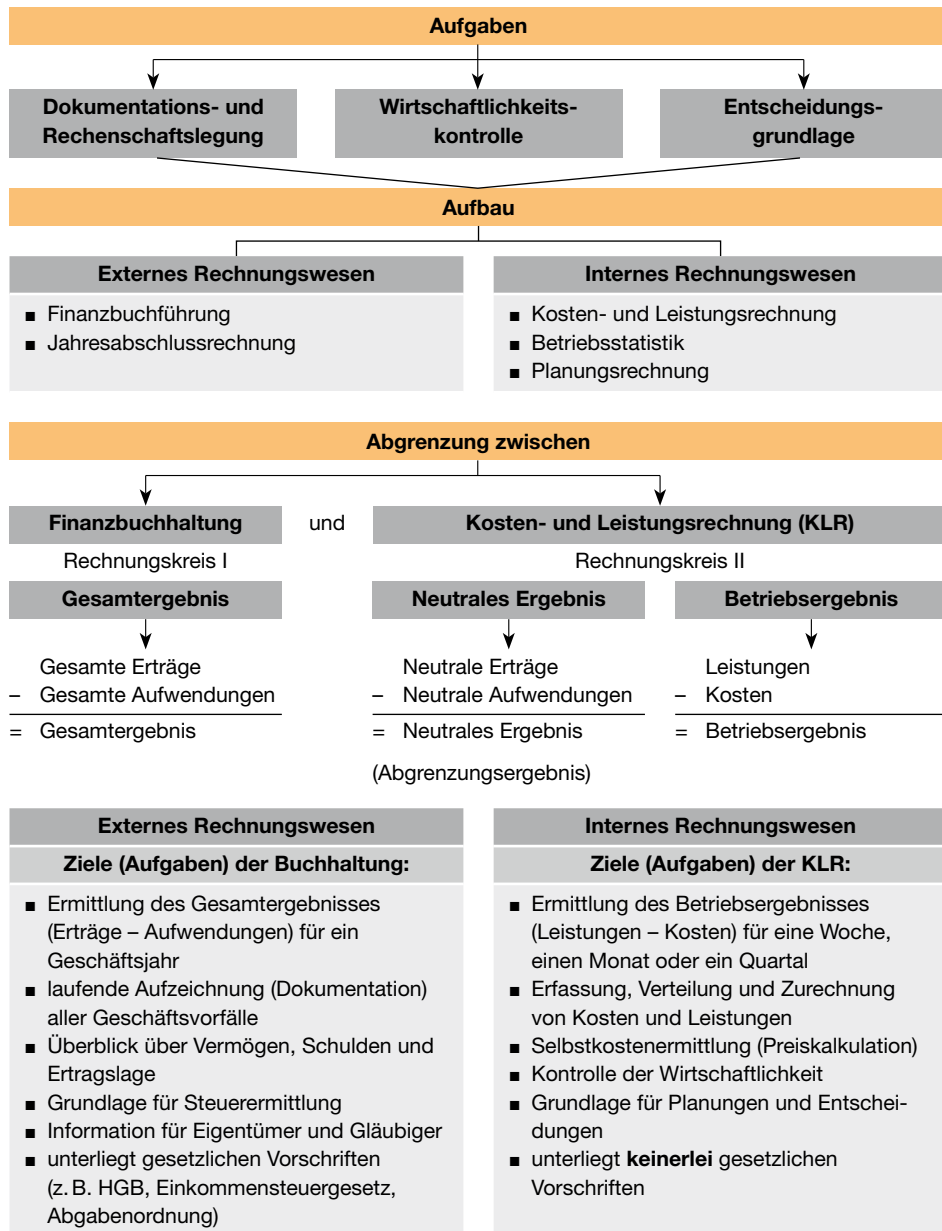 Aufgaben
Dokumentations- und
Rechenschaftslegung
Wirtschaftlichkeits-
kontrolle
Entscheidungs-
grundlage
Aufbau
Externes Rechnungswesen
■ Finanzbuchführung
■ Jahresabschlussrechnung
Internes Rechnungswesen
■ Kosten- und Leistungsrechnung
■ Betriebsstatistik
■ Planungsrechnung
Abgrenzung zwischen
Finanzbuchhaltung und Kosten- und Leistungsrechnung (KLR)
Rechnungskreis I
Rechnungskreis II
Gesamtergebnis
Gesamte Erträge
– Gesamte Aufwendungen
= Gesamtergebnis
Neutrales Ergebnis
Neutrale Erträge
– Neutrale Aufwendungen
= Neutrales Ergebnis
(Abgrenzungsergebnis)
Betriebsergebnis
Leistungen
– Kosten
= Betriebsergebnis
Externes Rechnungswesen
Ziele (Aufgaben) der Buchhaltung:
■ Ermittlung des Gesamtergebnisses
(Erträge – Aufwendungen) für ein
Geschäftsjahr
■ laufende Aufzeichnung (Dokumentation)
aller Geschäftsvorfälle
■ Überblick über Vermögen, Schulden und
Ertragslage
■ Grundlage für Steuerermittlung
■ Information für Eigentümer und Gläubiger
■ unterliegt gesetzlichen Vorschriften
(z. B. HGB, Einkommensteuergesetz,
Abgabenordnung)
Internes Rechnungswesen
Ziele (Aufgaben) der KLR:
■ Ermittlung des Betriebsergebnisses
(Leistungen – Kosten) für eine Woche,
einen Monat oder ein Quartal
■ Erfassung, Verteilung und Zurechnung
von Kosten und Leistungen
■ Selbstkostenermittlung (Preiskalkulation)
■ Kontrolle der Wirtschaftlichkeit
■ Grundlage für Planungen und Entschei-
dungen
■ unterliegt keinerlei gesetzlichen
Vorschriften